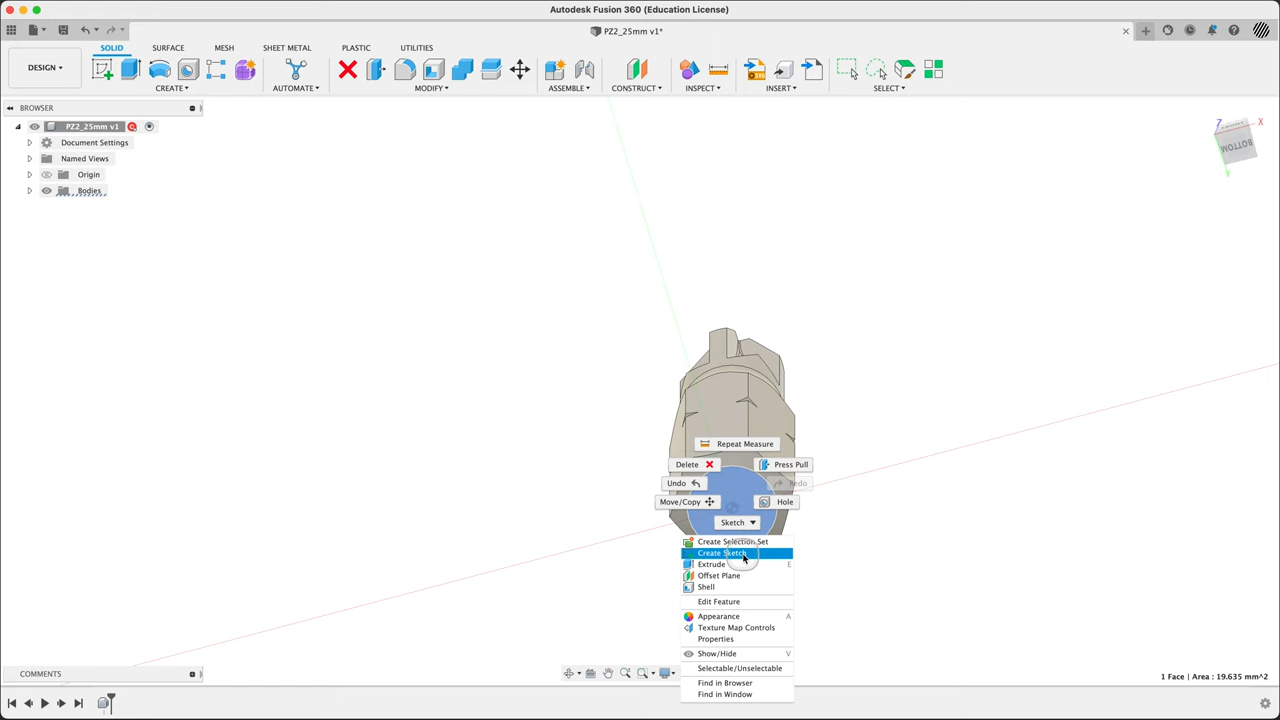 Autodesk Fusion 360 (Education License)
PZ2_25mm v1*
SOLID SURFACE MESH SHEET METAL PLASTIC UTILITIES
DESIGN
CREATE AUTOMATE MODIFY ASSEMBLE CONSTRUCT INSPECT INSERT SELECT
BROWSER
PZ2_25mm v1
Document Settings
Named Views
Origin
Bodies
Z X
BOTTOM
Y
Repeat Measure
Delete Press Pull
Undo Redo
Move/Copy Hole
Sketch
Create Selection Set
Create Sketch
Extrude E
Offset Plane
Shell
Edit Feature
Appearance A
Texture Map Controls
Properties
Show/Hide V
Selectable/Unselectable
Find in Browser
Find in Window
COMMENTS
1 Face | Area : 19.635 mm^2